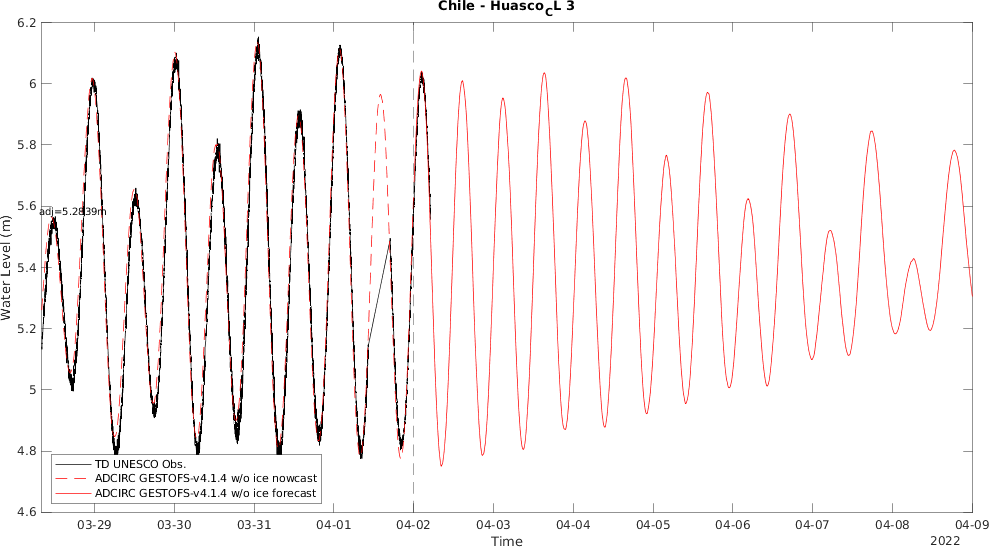 Chile - HuascoCL 3
6.2
6
5.8
5.6
5.4
5.2
5
4.8
4.6
Water Level (m)
adj=5.2839m
TD UNESCO Obs.
ADCIRC GESTOFS-v4.1.4 w/o ice nowcast
ADCIRC GESTOFS-v4.1.4 w/o ice forecast
03-29 03-30 03-31 04-01 04-02 04-03 04-04 04-05 04-06 04-07 04-08 04-09
Time
2022